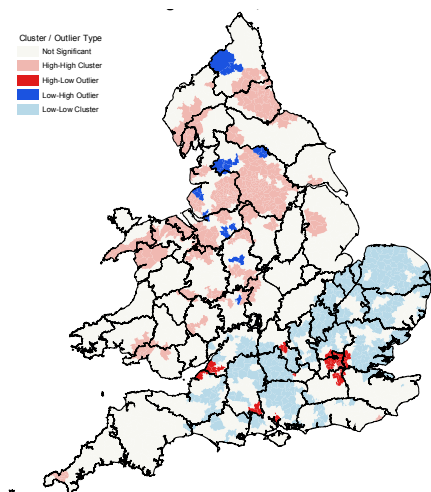 Cluster / Outlier Type
Not Significant
High-High Cluster
High-Low Outlier
Low-High Outlier
Low-Low Cluster